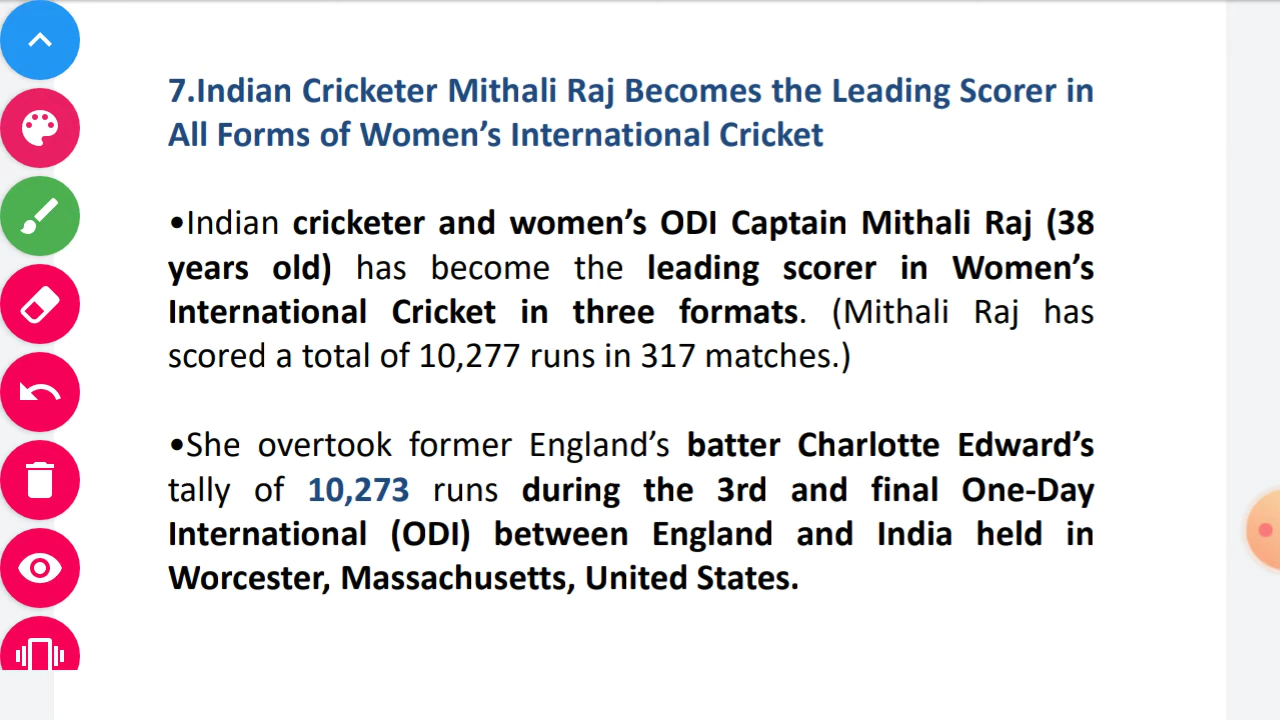 7.Indian Cricketer Mithali Raj Becomes the Leading Scorer in
All Forms of Women’s International Cricket
•Indian cricketer and women’s ODI Captain Mithali Raj (38
years old) has become the leading scorer in Women’s
International Cricket in three formats. (Mithali Raj has
scored a total of 10,277 runs in 317 matches.)
•She overtook former England’s batter Charlotte Edward’s
tally of 10,273 runs during the 3rd and final One-Day
International (ODI) between England and India held in
Worcester, Massachusetts, United States.